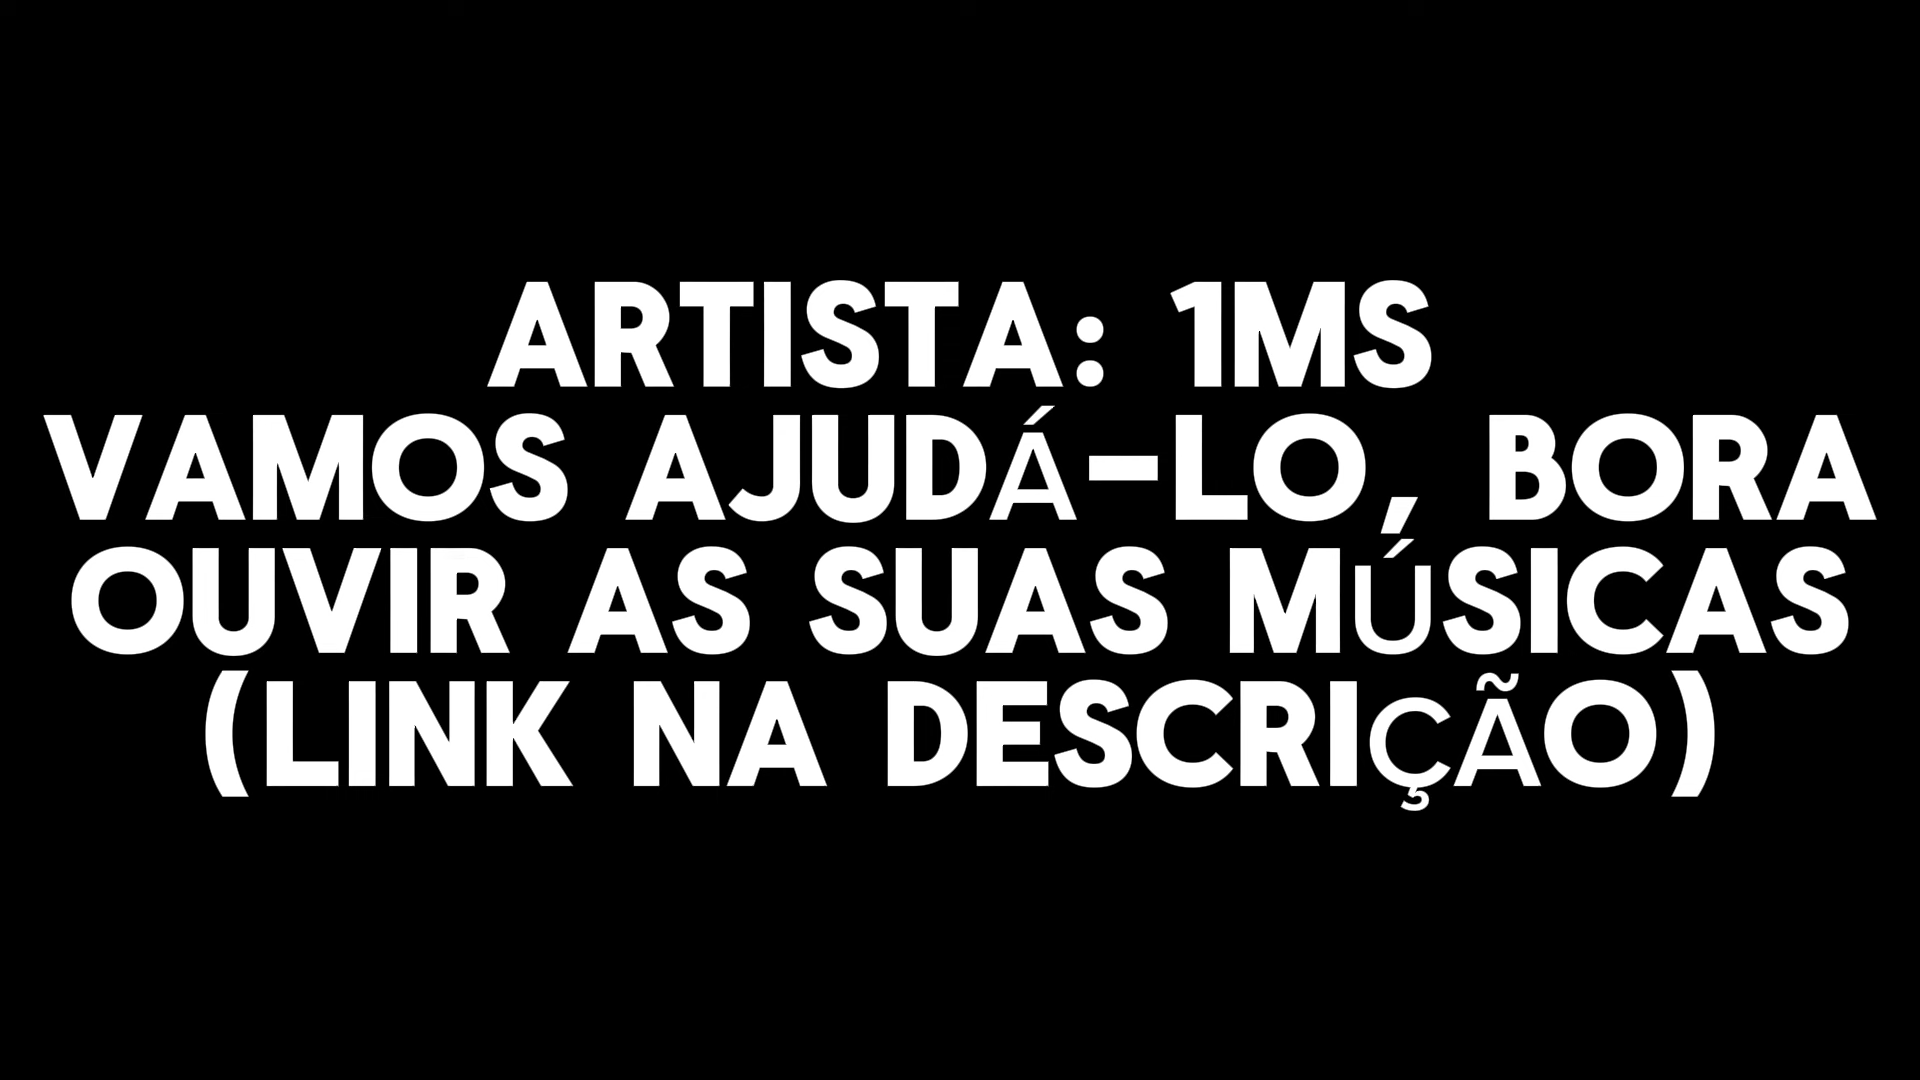 ARTISTA: 1MS
VAMOS AJUDÁ-LO, BORA
OUVIR AS SUAS MÚSICAS
(LINK NA DESCRIÇÃO)